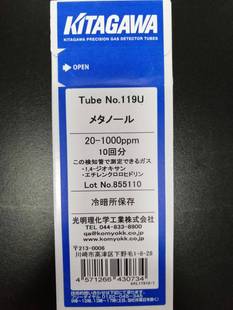 KITAGAWA
KITAGAWA PRECISION GAS DETECTOR TUBES
OPEN
Tube No.119U
メタノール
20-1000ppm
10回分
この検知管で測定できるガス
・1,4-ジオキサン
・エチレンクロロヒドリン
Lot No.855110
冷暗所保存
光明理化学工業株式会社
TEL 044-833-8900
qa@komyokk.co.jp
www.komyokk.co.jp
〒213-0006
川崎市高津区下野毛1-8-28
4571266430734